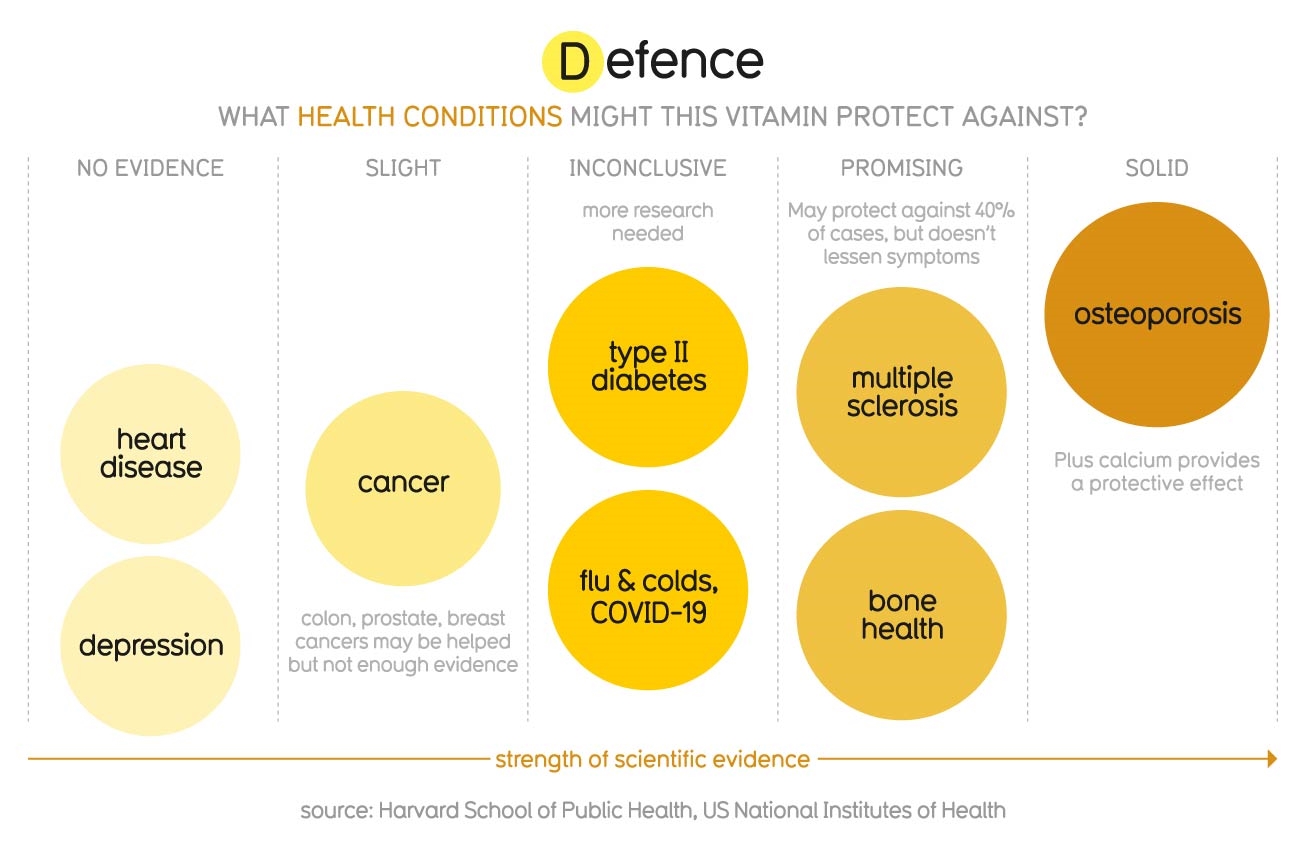 Defence
WHAT HEALTH CONDITIONS MIGHT THIS VITAMIN PROTECT AGAINST?
NO EVIDENCE
heart
disease
depression
SLIGHT
cancer
colon, prostate, breast
cancers may be helped
but not enough evidence
INCONCLUSIVE
more research
needed
type II
diabetes
flu & colds,
COVID-19
PROMISING
May protect against 40%
of cases, but doesn't
lessen symptoms
multiple
sclerosis
bone
health
SOLID
osteoporosis
Plus calcium provides
a protective effect
strength of scientific evidence
source: Harvard School of Public Health, US National Institutes of Health